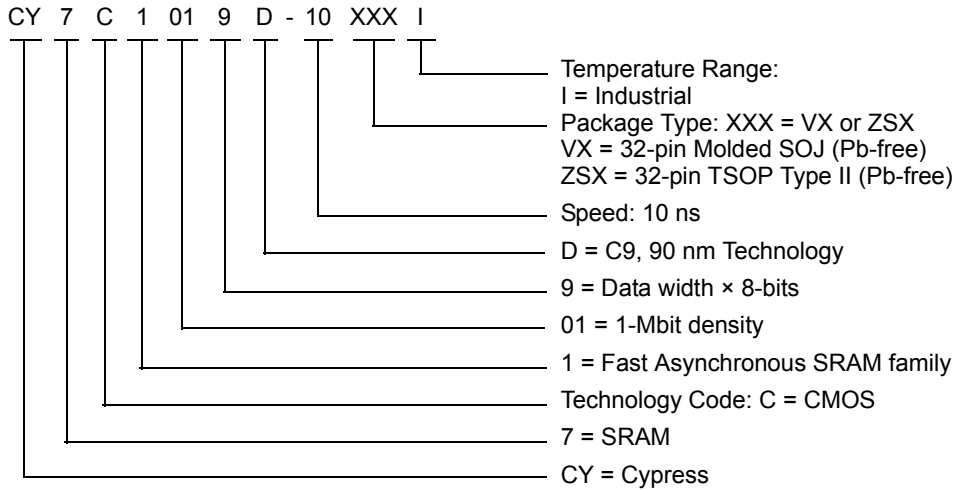 CY 7 C 1 01 9 D - 10 XXX I
Temperature Range:
I = Industrial
Package Type: XXX = VX or ZSX
VX = 32-pin Molded SOJ (Pb-free)
ZSX = 32-pin TSOP Type II (Pb-free)
Speed: 10 ns
D = C9, 90 nm Technology
9 = Data width × 8-bits
01 = 1-Mbit density
1 = Fast Asynchronous SRAM family
Technology Code: C = CMOS
7 = SRAM
CY = Cypress